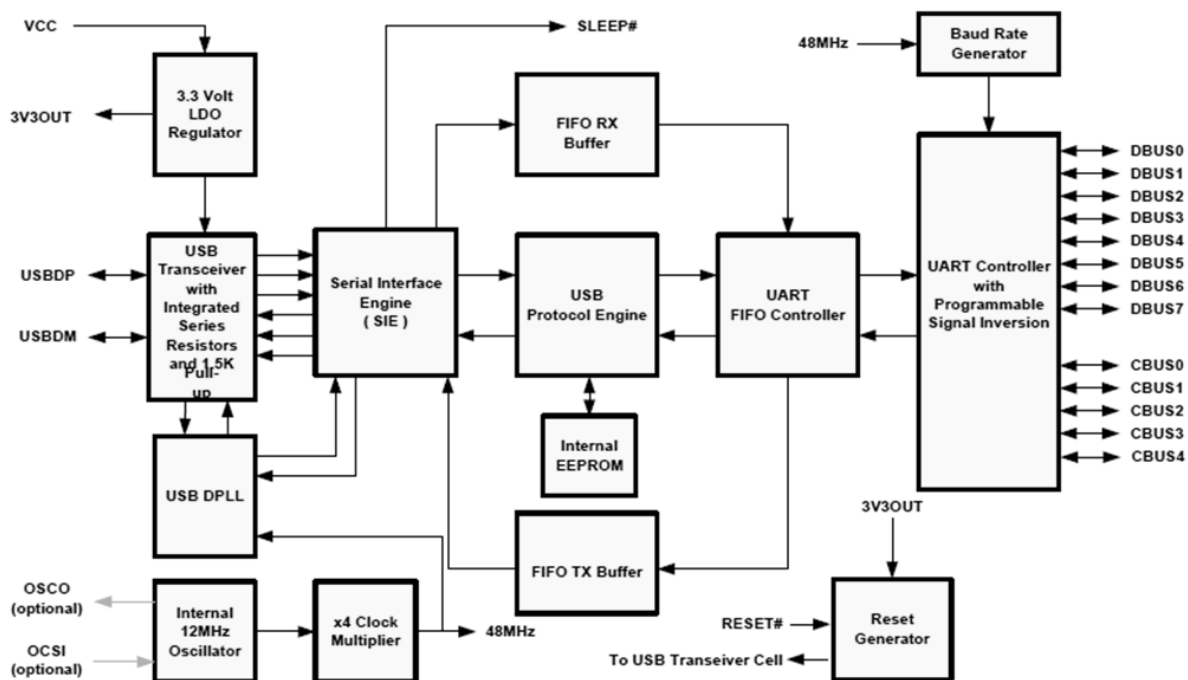 VCC
SLEEP#
48MHz
Baud Rate
Generator
3V3OUT
3.3 Volt
LDO
Regulator
FIFO RX
Buffer
DBUS0
DBUS1
DBUS2
DBUS3
DBUS4
DBUS5
DBUS6
DBUS7
USBDP
USBDM
USB
Transceiver
with
Integrated
Series
Resistors
and 1.5K
Pull-
up
Serial Interface
Engine
( SIE )
USB
Protocol Engine
UART
FIFO Controller
UART Controller
with
Programmable
Signal Inversion
CBUS0
CBUS1
CBUS2
CBUS3
CBUS4
USB DPLL
Internal
EEPROM
3V3OUT
FIFO TX Buffer
OSCO
(optional)
OCSI
(optional)
Internal
12MHz
Oscillator
x4 Clock
Multiplier
48MHz
RESET#
To USB Transeiver Cell
Reset
Generator